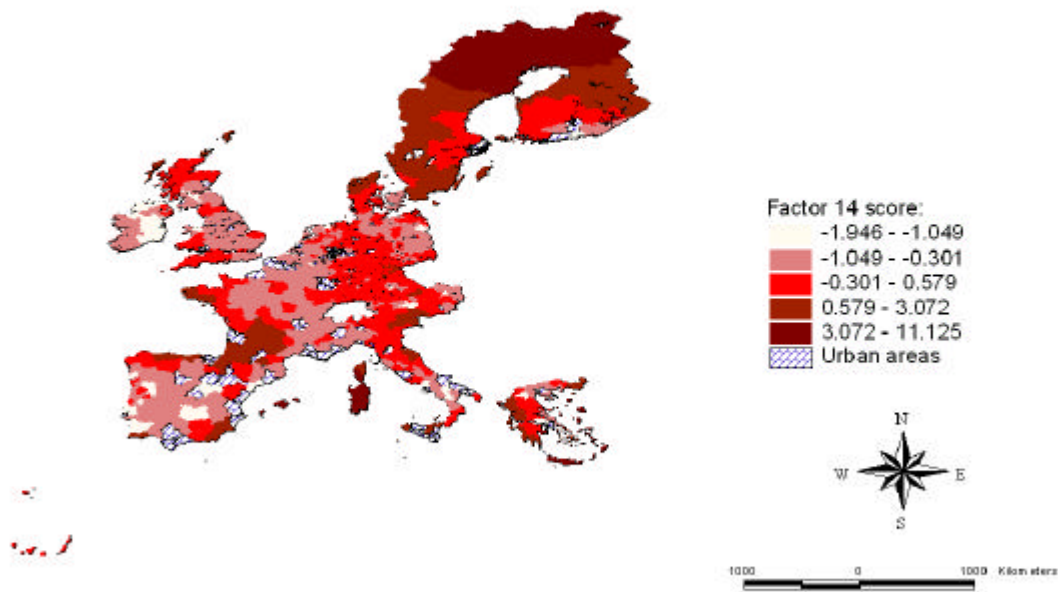 Factor 14 score:
-1.946 - -1.049
-1.049 - -0.301
-0.301 - 0.579
0.579 - 3.072
3.072 - 11.125
Urban areas
N
W E
S
1000 0 1000 Kilometers